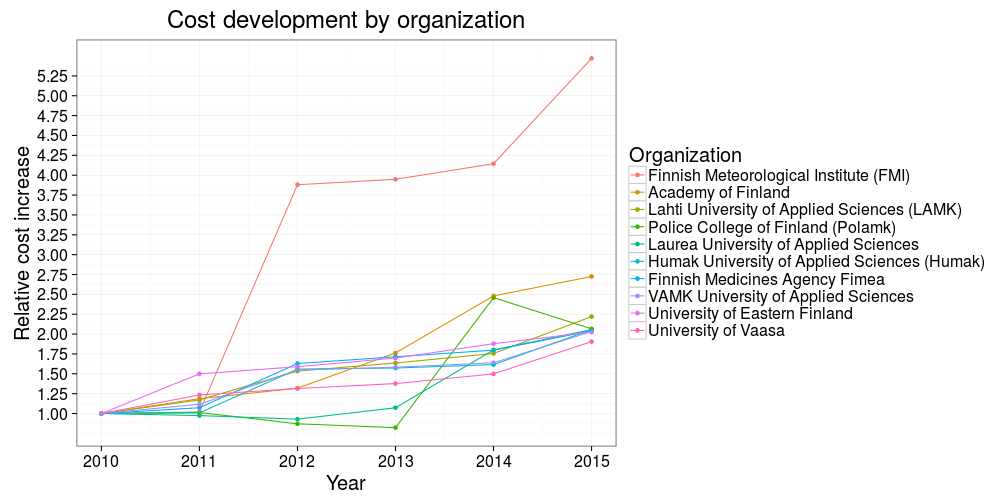 Cost development by organization
Relative cost increase
5.25
5.00
4.75
4.50
4.25
4.00
3.75
3.50
3.25
3.00
2.75
2.50
2.25
2.00
1.75
1.50
1.25
1.00
2010 2011 2012 2013 2014 2015
Year
Organization
Finnish Meteorological Institute (FMI)
Academy of Finland
Lahti University of Applied Sciences (LAMK)
Police College of Finland (Polamk)
Laurea University of Applied Sciences
Humak University of Applied Sciences (Humak)
Finnish Medicines Agency Fimea
VAMK University of Applied Sciences
University of Eastern Finland
University of Vaasa